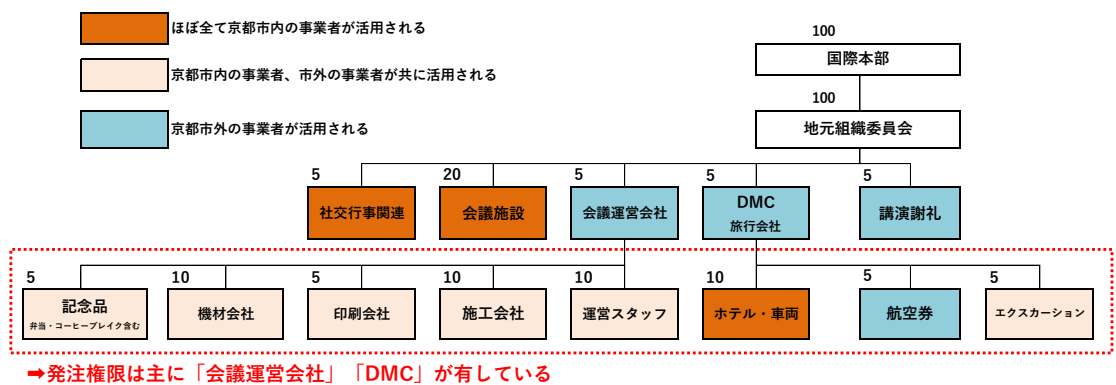 ほぼ全て京都市内の事業者が活用される
京都市内の事業者、市外の事業者が共に活用される
京都市外の事業者が活用される
100
国際本部
100
地元組織委員会
5
社交行事関連
20
会議施設
5
会議運営会社
5
DMC
旅行会社
5
講演謝礼
5
記念品
弁当・コーヒーブレイク含む
10
機材会社
5
印刷会社
10
施工会社
10
運営スタッフ
10
ホテル・車両
5
航空券
5
エクスカーション
➡発注権限は主に「会議運営会社」「DMC」が有している